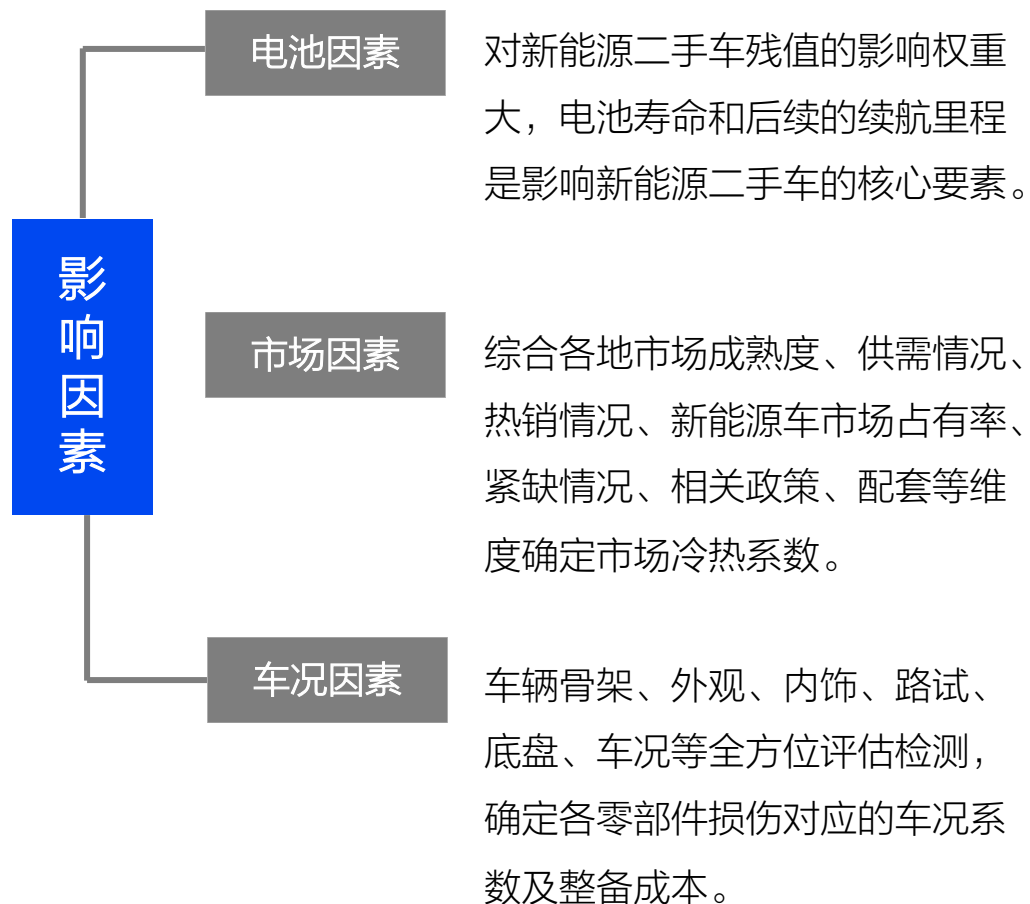 影响因素
电池因素
对新能源二手车残值的影响权重
大，电池寿命和后续的续航里程
是影响新能源二手车的核心要素。
市场因素
综合各地市场成熟度、供需情况、
热销情况、新能源车市场占有率、
紧缺情况、相关政策、配套等维
度确定市场冷热系数。
车况因素
车辆骨架、外观、内饰、路试、
底盘、车况等全方位评估检测，
确定各零部件损伤对应的车况系
数及整备成本。